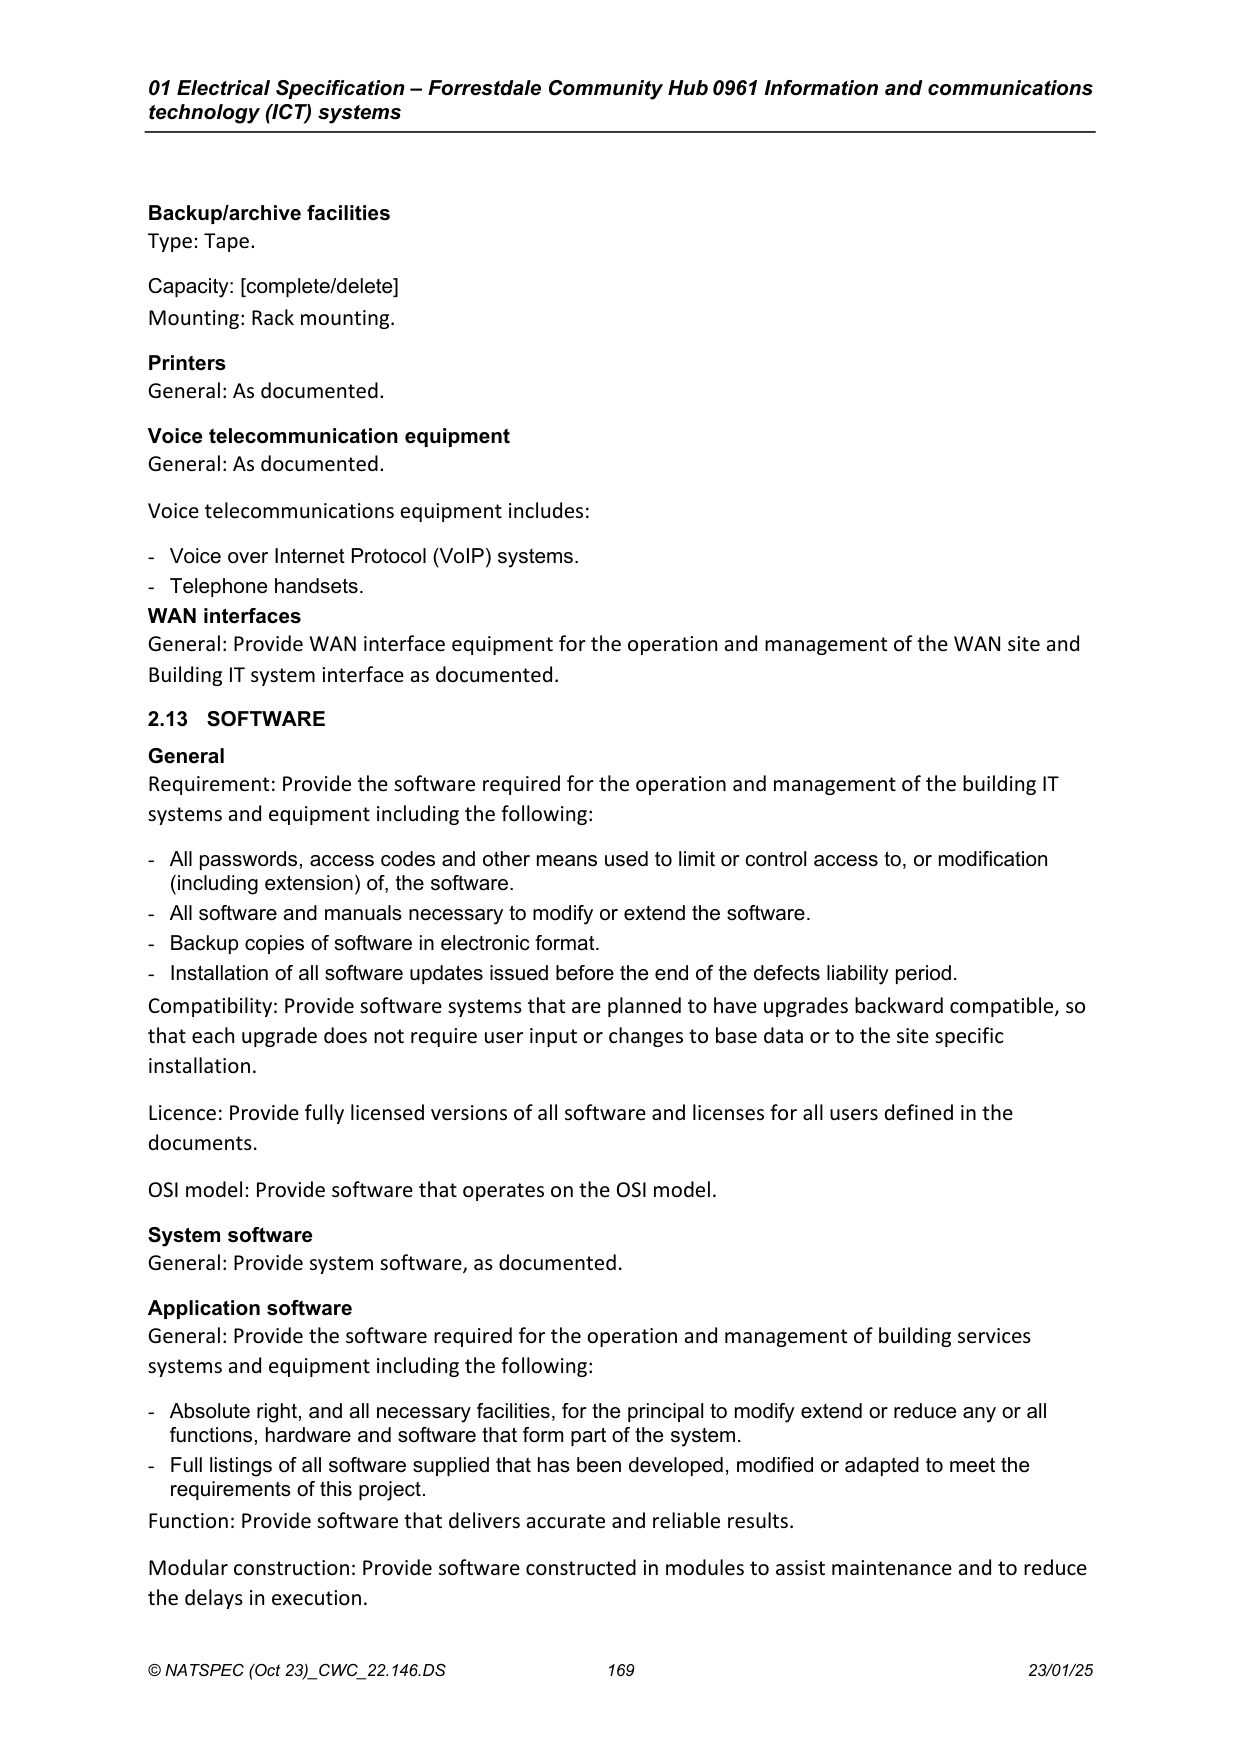 01 Electrical Specification – Forrestdale Community Hub 0961 Information and communications
technology (ICT) systems
Backup/archive facilities
Type: Tape.
Capacity: [complete/delete]
Mounting: Rack mounting.
Printers
General: As documented.
Voice telecommunication equipment
General: As documented.
Voice telecommunications equipment includes:
- Voice over Internet Protocol (VoIP) systems.
- Telephone handsets.
WAN interfaces
General: Provide WAN interface equipment for the operation and management of the WAN site and
Building IT system interface as documented.
2.13 SOFTWARE
General
Requirement: Provide the software required for the operation and management of the building IT
systems and equipment including the following:
- All passwords, access codes and other means used to limit or control access to, or modification
(including extension) of, the software.
- All software and manuals necessary to modify or extend the software.
- Backup copies of software in electronic format.
- Installation of all software updates issued before the end of the defects liability period.
Compatibility: Provide software systems that are planned to have upgrades backward compatible, so
that each upgrade does not require user input or changes to base data or to the site specific
installation.
Licence: Provide fully licensed versions of all software and licenses for all users defined in the
documents.
OSI model: Provide software that operates on the OSI model.
System software
General: Provide system software, as documented.
Application software
General: Provide the software required for the operation and management of building services
systems and equipment including the following:
- Absolute right, and all necessary facilities, for the principal to modify extend or reduce any or all
functions, hardware and software that form part of the system.
- Full listings of all software supplied that has been developed, modified or adapted to meet the
requirements of this project.
Function: Provide software that delivers accurate and reliable results.
Modular construction: Provide software constructed in modules to assist maintenance and to reduce
the delays in execution.
© NATSPEC (Oct 23)_CWC_22.146.DS 169 23/01/25